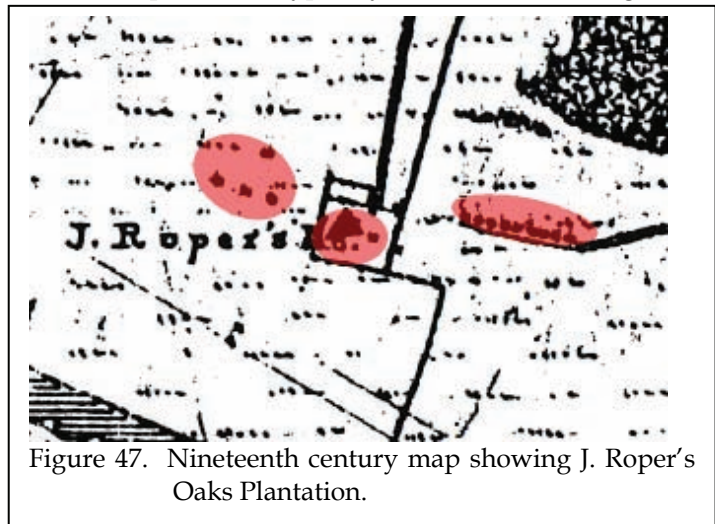 J. Roper's
Figure 47. Nineteenth century map showing J. Roper's
Oaks Plantation.